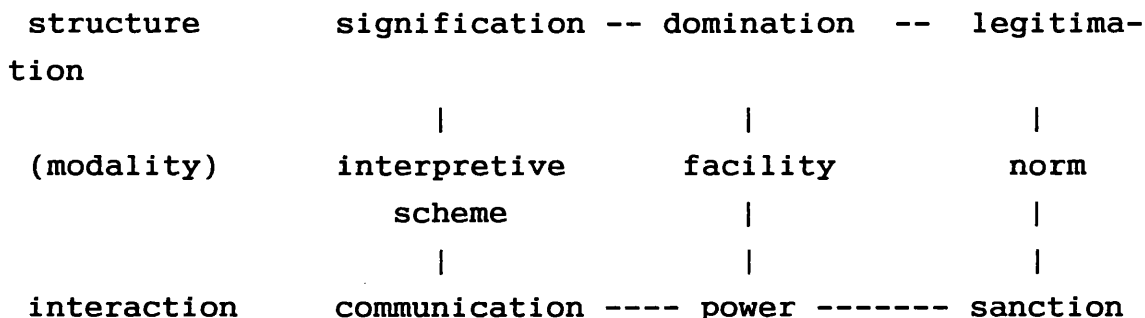 structure signification -- domination -- legitima-
tion
| | |
(modality) interpretive facility norm
scheme | |
| | |
interaction communication ---- power ------- sanction